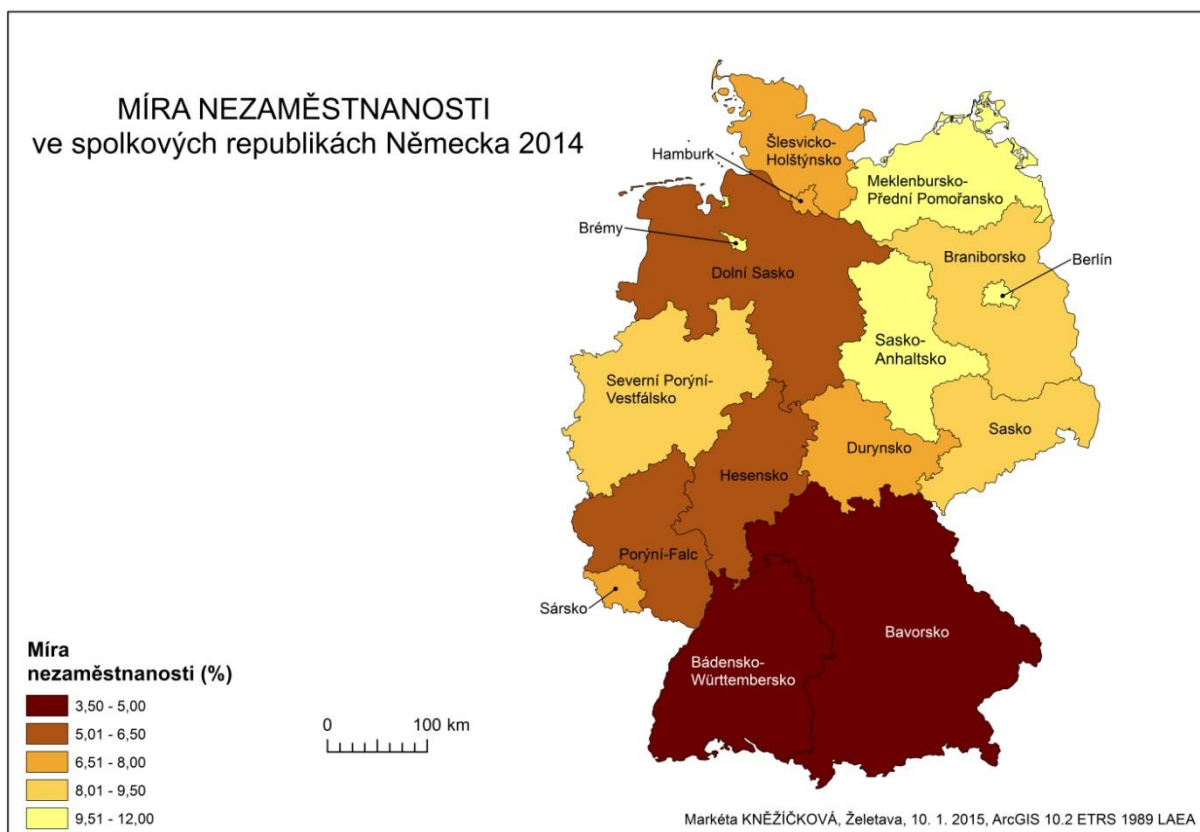 MÍRA NEZAMĚSTNANOSTI
ve spolkových republikách Německa 2014
Šlesvicko-
Holštýnsko
Hamburk
Meklenbursko-
Přední Pomořansko
Brémy
Braniborsko
Berlín
Dolní Sasko
Sasko-
Anhaltsko
Severní Porýní-
Vestfálsko
Sasko
Durynsko
Hesensko
Porýní-Falc
Sársko
Bavorsko
Bádensko-
Württembersko
Míra
nezaměstnanosti (%)
3,50 - 5,00
5,01 - 6,50
6,51 - 8,00
8,01 - 9,50
9,51 - 12,00
0 100 km
Markéta KNĚŽÍČKOVÁ, Želetava, 10. 1. 2015, ArcGIS 10.2 ETRS 1989 LAEA